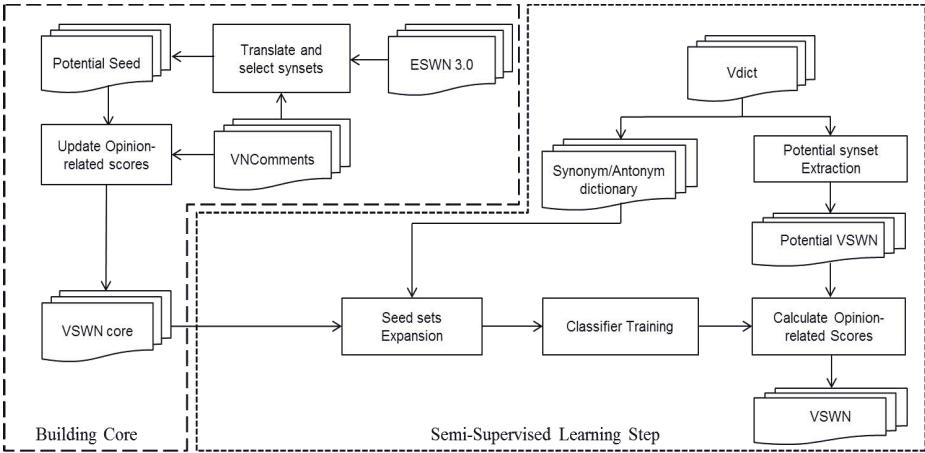 Potential Seed
Translate and
select synsets
ESWN 3.0
Vdict
Update Opinion-
related scores
VNComments
Synonym/Antonym
dictionary
Potential synset
Extraction
Potential VSWN
VSWN core
Seed sets
Expansion
Classifier Training
Calculate Opinion-
related Scores
VSWN
Building Core
Semi-Supervised Learning Step